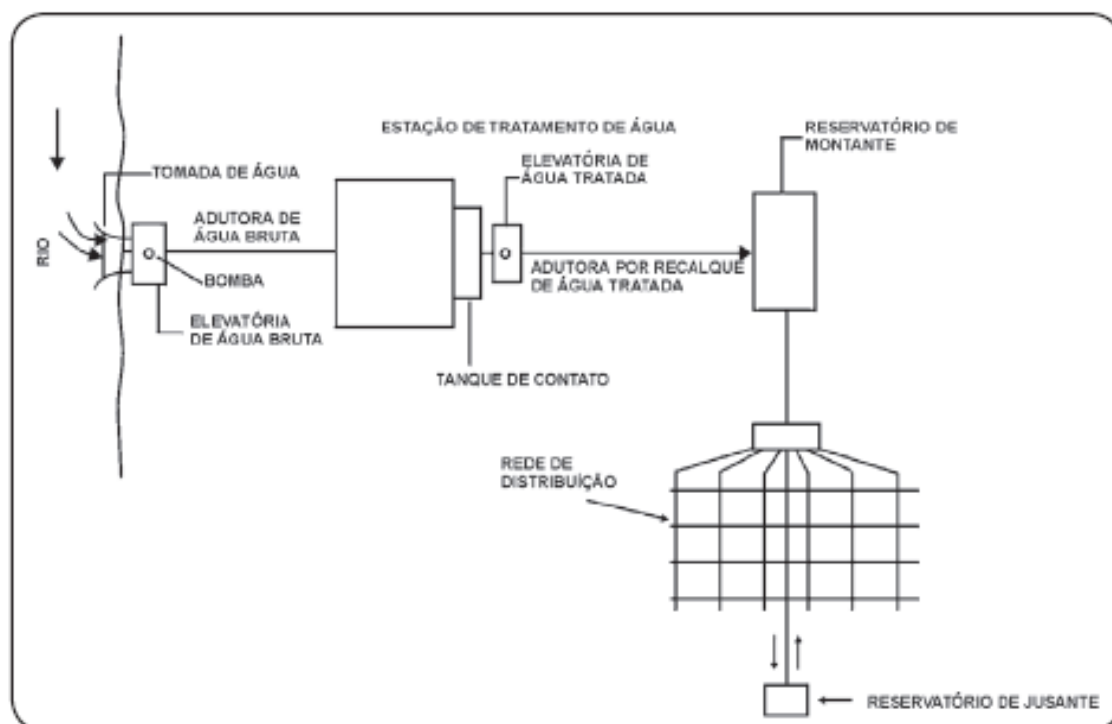 ESTAÇÃO DE TRATAMENTO DE ÁGUA
RESERVATÓRIO DE
MONTANTE
TOMADA DE ÁGUA
ELEVATÓRIA DE
ÁGUA TRATADA
ADUTORA DE
ÁGUA BRUTA
RIO
BOMBA
ADUTORA POR RECALQUE
DE ÁGUA TRATADA
ELEVATÓRIA
DE ÁGUA BRUTA
TANQUE DE CONTATO
REDE DE
DISTRIBUÍÇÃO
RESERVATÓRIO DE JUSANTE